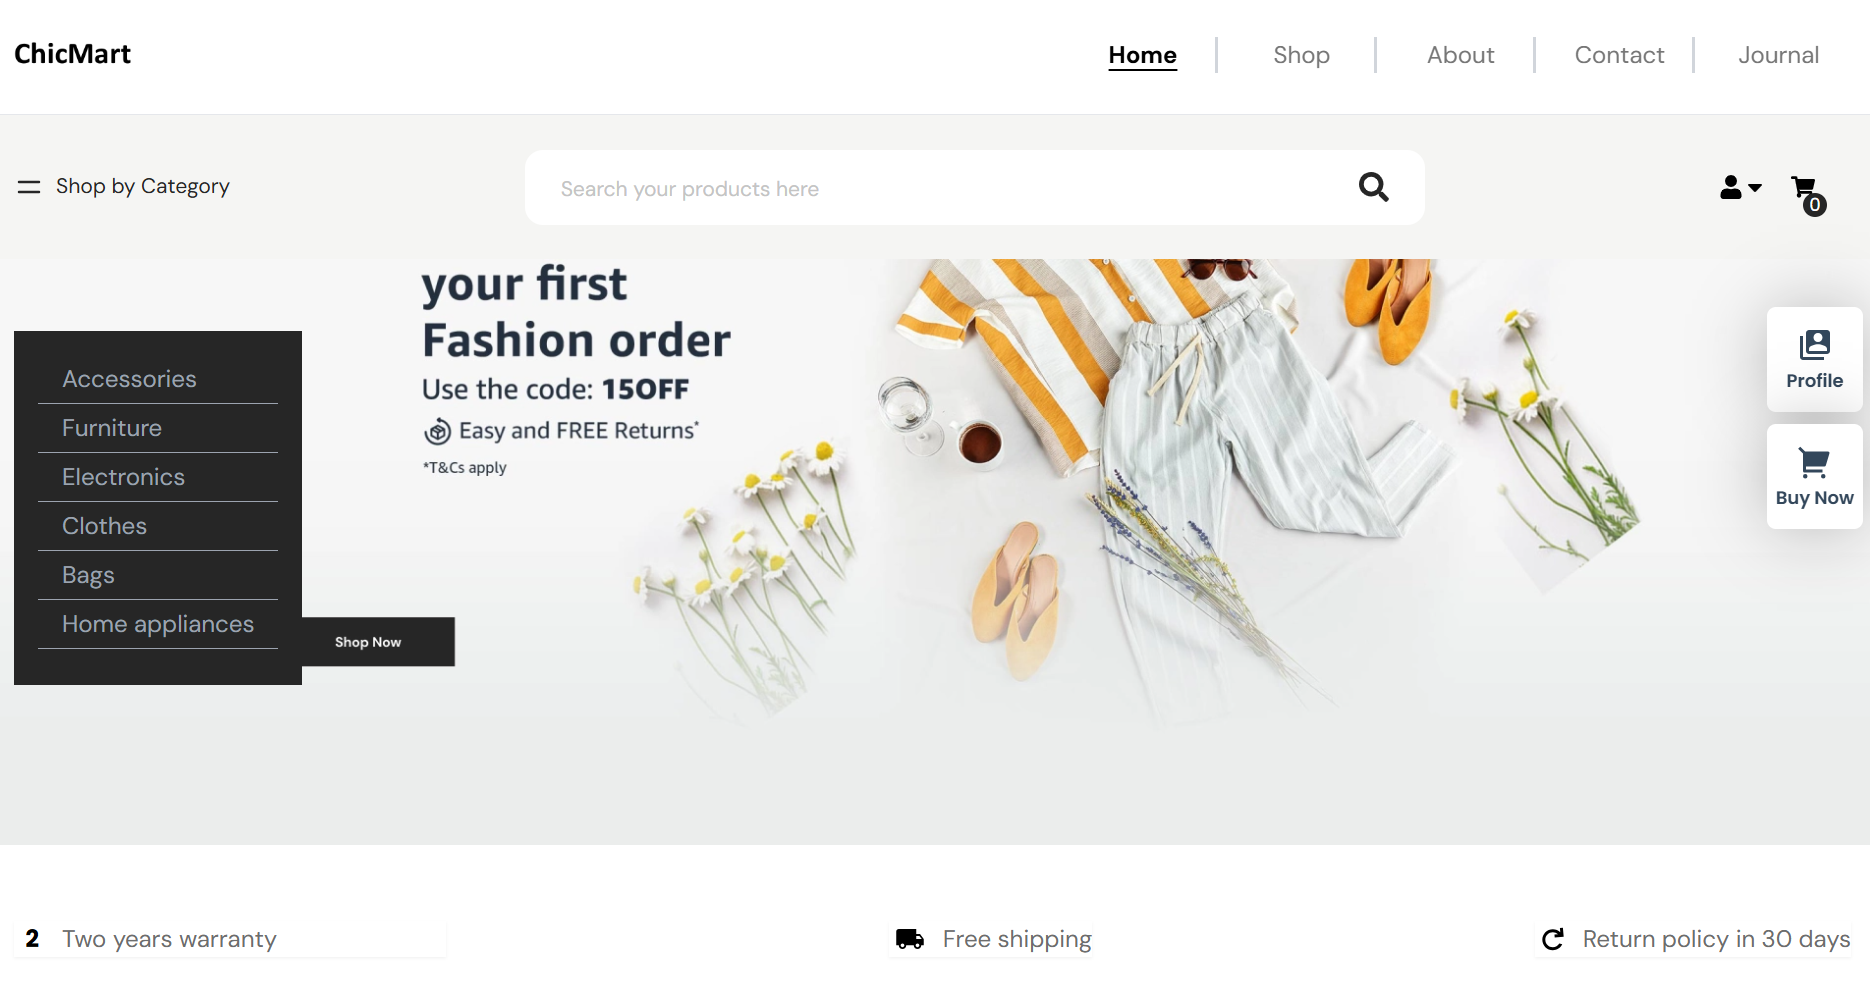 ChicMart
Home
Shop
About
Contact
Journal
Shop by Category
Search your products here
0
your first
Fashion order
Use the code: 15OFF
Easy and FREE Returns*
*T&Cs apply
Accessories
Furniture
Electronics
Clothes
Bags
Home appliances
Shop Now
Profile
Buy Now
2 Two years warranty
Free shipping
Return policy in 30 days